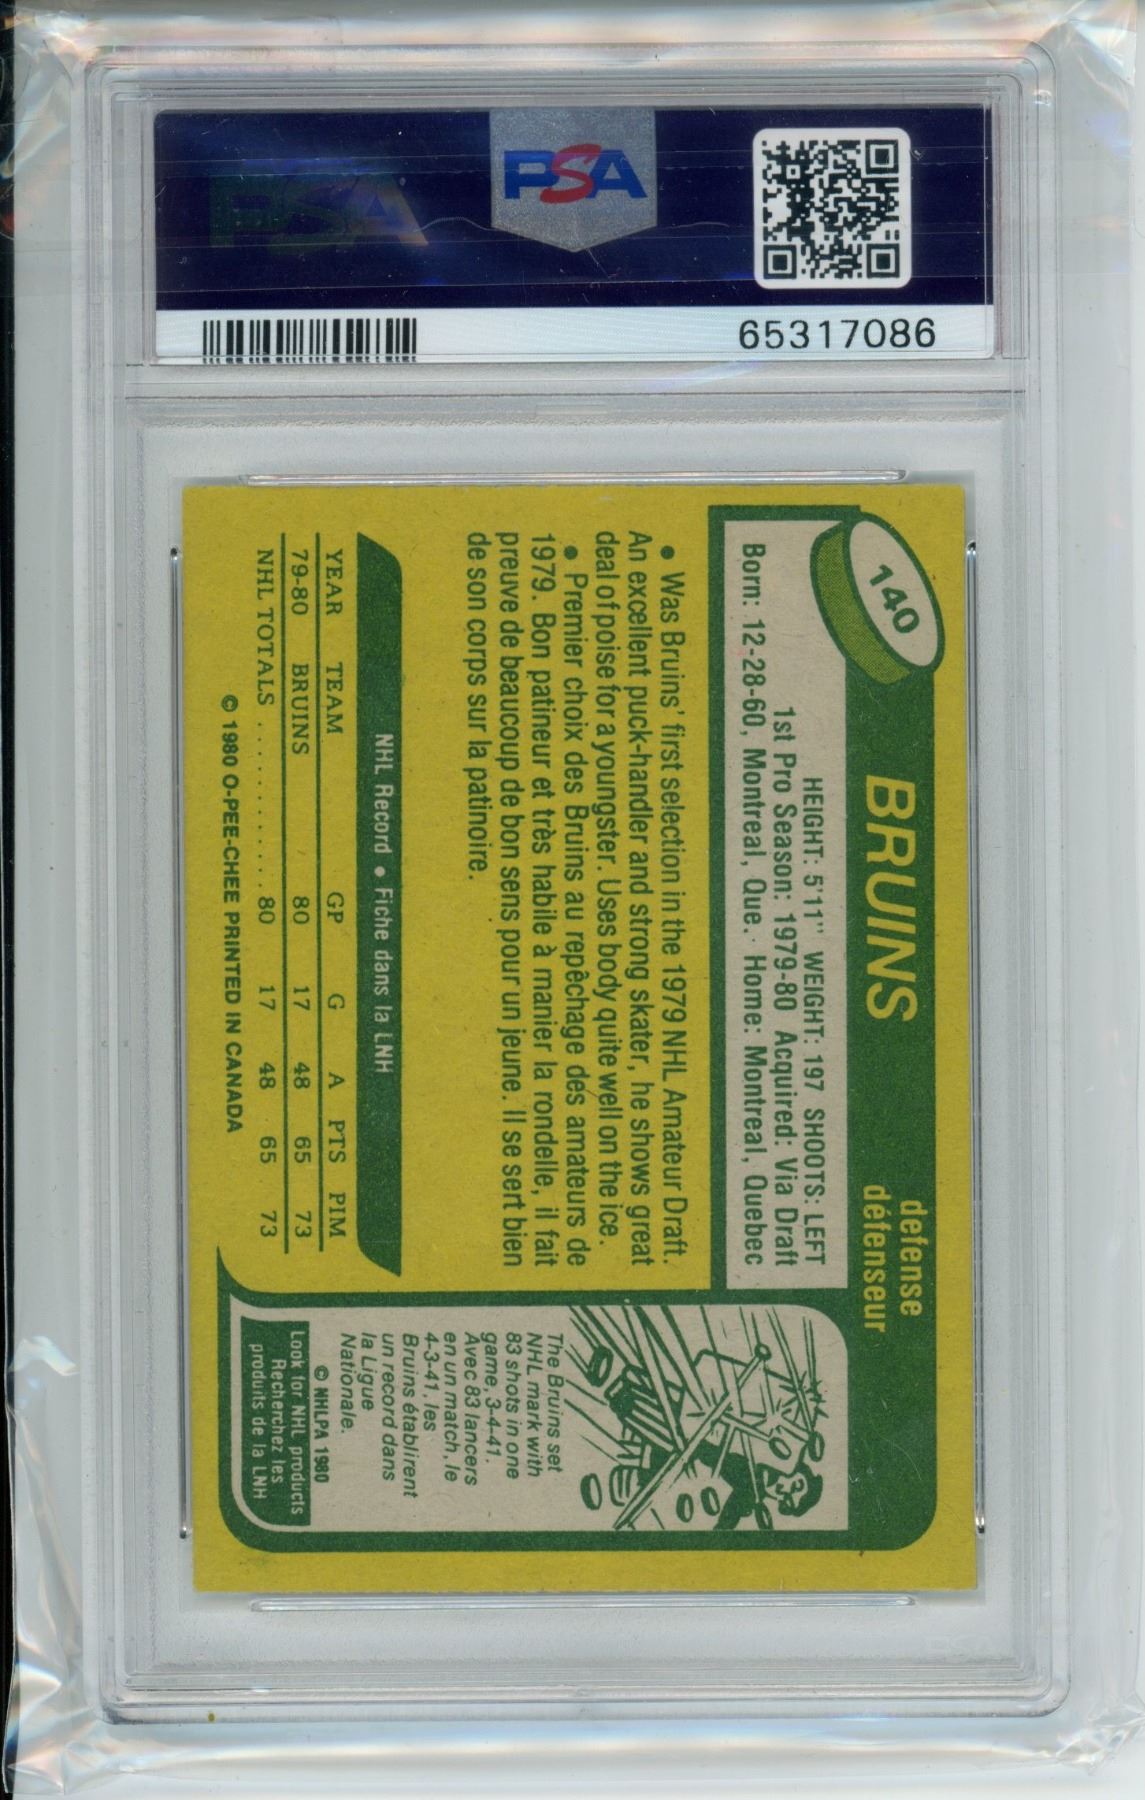 PSA
65317086
140
BRUINS
defense
défenseur
HEIGHT: 5'11" WEIGHT: 197 SHOOTS: LEFT
1st Pro Season: 1979-80 Acquired: Via Draft
Born: 12-28-60, Montreal, Que. Home: Montreal, Quebec
• Was Bruins' first selection in the 1979 NHL Amateur Draft.
An excellent puck-handler and strong skater, he shows great
deal of poise for a youngster. Uses body quite well on the ice.
• Premier choix des Bruins au repêchage des amateurs de
1979. Bon patineur et très habile à manier la rondelle, il fait
preuve de beaucoup de bon sens pour un jeune. Il se sert bien
de son corps sur la patinoire.
NHL Record • Fiche dans la LNH
YEAR TEAM GP G A PTS PIM
79-80 BRUINS 80 17 48 65 73
NHL TOTALS . . . . . . . . . . 80 17 48 65 73
© 1980 O-PEE-CHEE PRINTED IN CANADA
The Bruins set
NHL mark with
83 shots in one
game, 3-4-41.
Avec 83 lancers
en un match, le
4-3-41, les
Bruins établirent
un record dans
la Ligue
Nationale.
© NHLPA 1980
Look for NHL products
Recherchez les
produits de la LNH